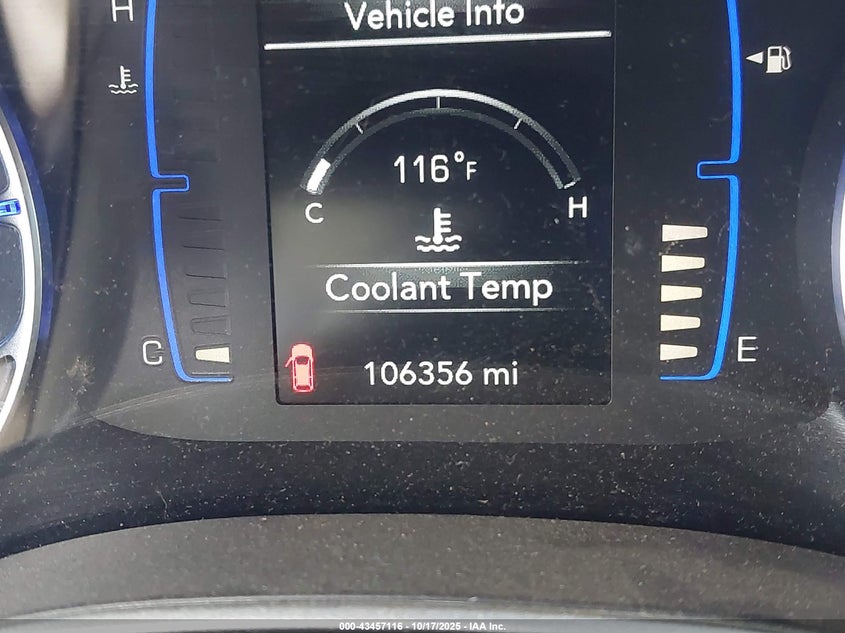 Vehicle Info
H
116°F
C H
Coolant Temp
C
E
106356 mi
000-43457116 - 10/17/2025 - IAA Inc.